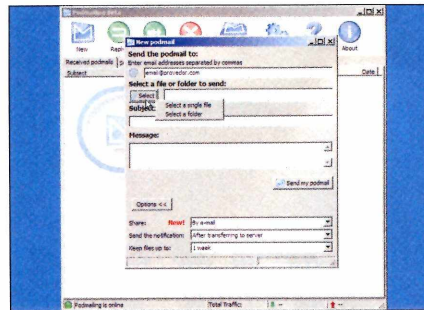 Podmailing Beta
New
About
Received podmails
Subject
Date
New podmail
Send the podmail to:
Enter email addresses separated by commas
email@provedor.com
Select a file or folder to send:
Select
Select a single file
Select a folder
Subject:
Message:
Send my podmail
Options <<
Share: New! By e-mail
Send the notification: After transferring to server
Keep files up to: 1 week
Podmailing is online
Total Traffic:
--
--